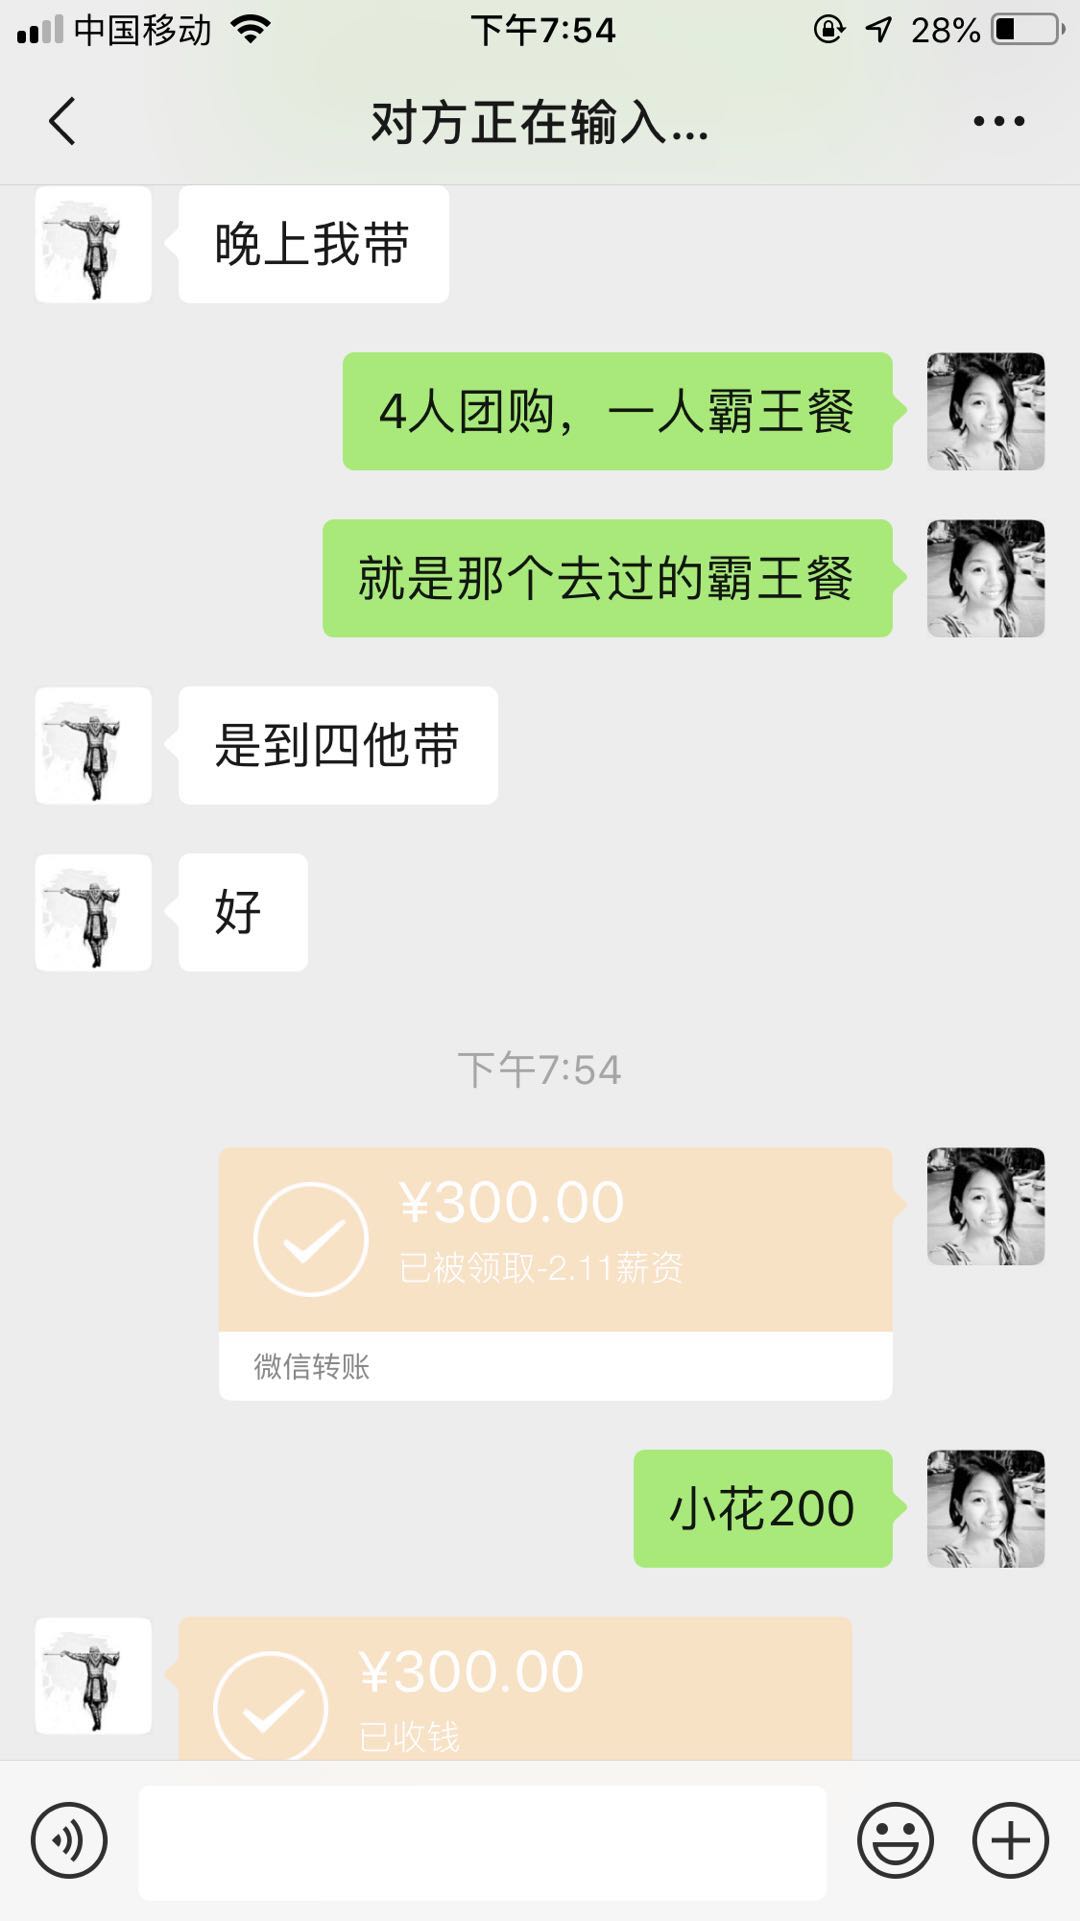 中国移动
下午7:54
28%
对方正在输入...
晚上我带
4人团购，一人霸王餐
就是那个去过的霸王餐
是到四他带
好
下午7:54
¥300.00
已被领取-2.11薪资
微信转账
小花200
¥300.00
已收钱